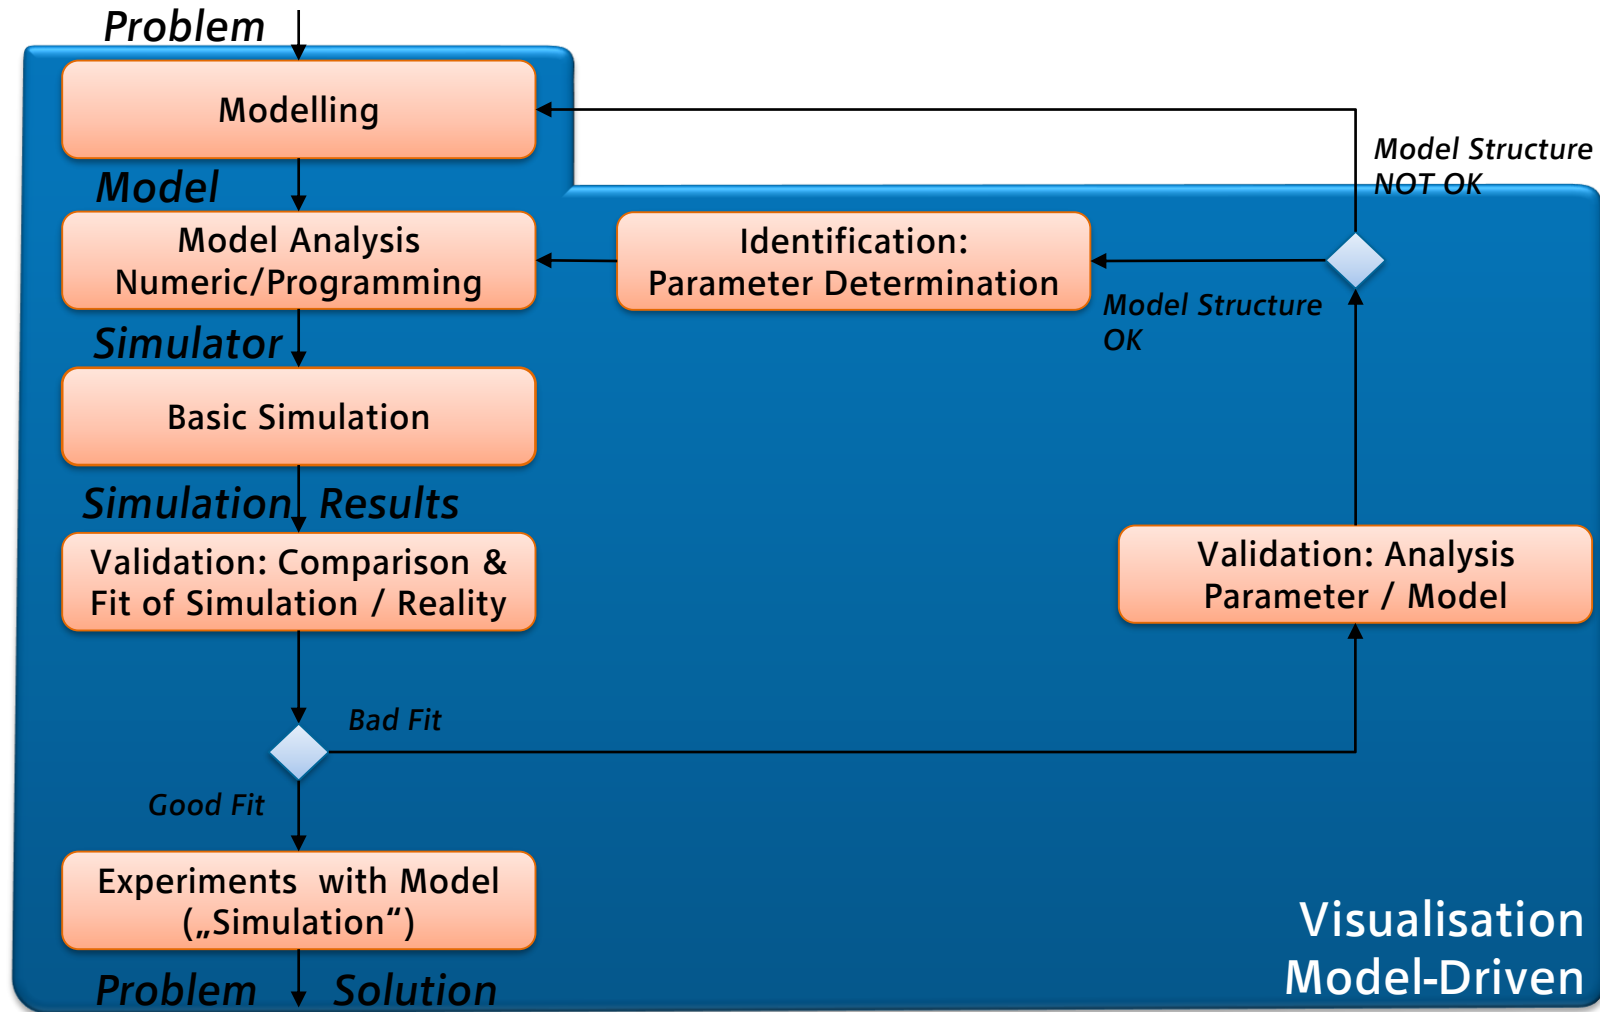 Problem
Modelling
Model Structure
NOT OK
Model
Model Analysis
Numeric/Programming
Identification:
Parameter Determination
Model Structure
OK
Simulator
Basic Simulation
Simulation Results
Validation: Comparison &
Fit of Simulation / Reality
Validation: Analysis
Parameter / Model
Bad Fit
Good Fit
Experiments with Model
(„Simulation“)
Visualisation
Model-Driven
Problem Solution